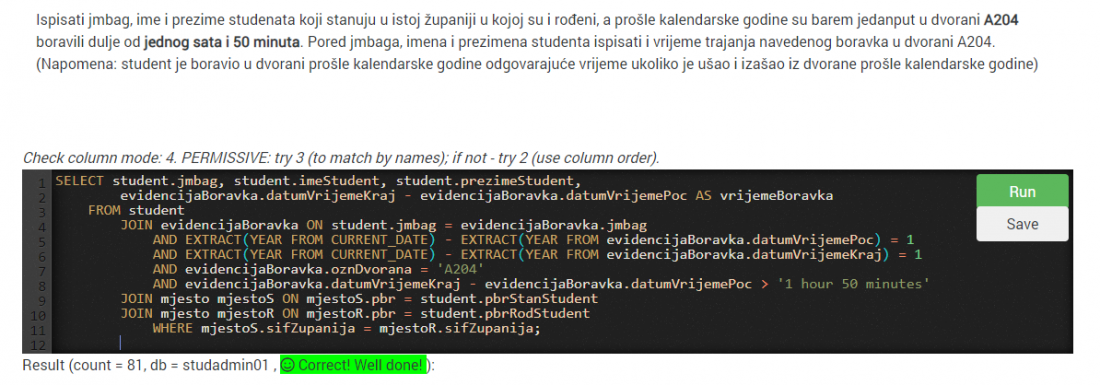 Ispisati jmbag, ime i prezime studenata koji stanuju u istoj županiji u kojoj su i rođeni, a prošle kalendarske godine su barem jedanput u dvorani A204
boravili dulje od jednog sata i 50 minuta. Pored jmbaga, imena i prezimena studenta ispisati i vrijeme trajanja navedenog boravka u dvorani A204.
(Napomena: student je boravio u dvorani prošle kalendarske godine odgovarajuće vrijeme ukoliko je ušao i izašao iz dvorane prošle kalendarske godine)
Check column mode: 4. PERMISSIVE: try 3 (to match by names); if not - try 2 (use column order).
1 SELECT student.jmbag, student.imeStudent, student.prezimeStudent,
2 evidencijaBoravka.datumVrijemeKraj - evidencijaBoravka.datumVrijemePoc AS vrijemeBoravka
3 FROM student
4 JOIN evidencijaBoravka ON student.jmbag = evidencijaBoravka.jmbag
5 AND EXTRACT(YEAR FROM CURRENT_DATE) - EXTRACT(YEAR FROM evidencijaBoravka.datumVrijemePoc) = 1
6 AND EXTRACT(YEAR FROM CURRENT_DATE) - EXTRACT(YEAR FROM evidencijaBoravka.datumVrijemeKraj) = 1
7 AND evidencijaBoravka.oznDvorana = 'A204'
8 AND evidencijaBoravka.datumVrijemeKraj - evidencijaBoravka.datumVrijemePoc > '1 hour 50 minutes'
9 JOIN mjesto mjestoS ON mjestoS.pbr = student.pbrStanStudent
10 JOIN mjesto mjestoR ON mjestoR.pbr = student.pbrRodStudent
11 WHERE mjestoS.sifZupanija = mjestoR.sifZupanija;
12
Run
Save
Result (count = 81, db = studadmin01 , Correct! Well done! ):